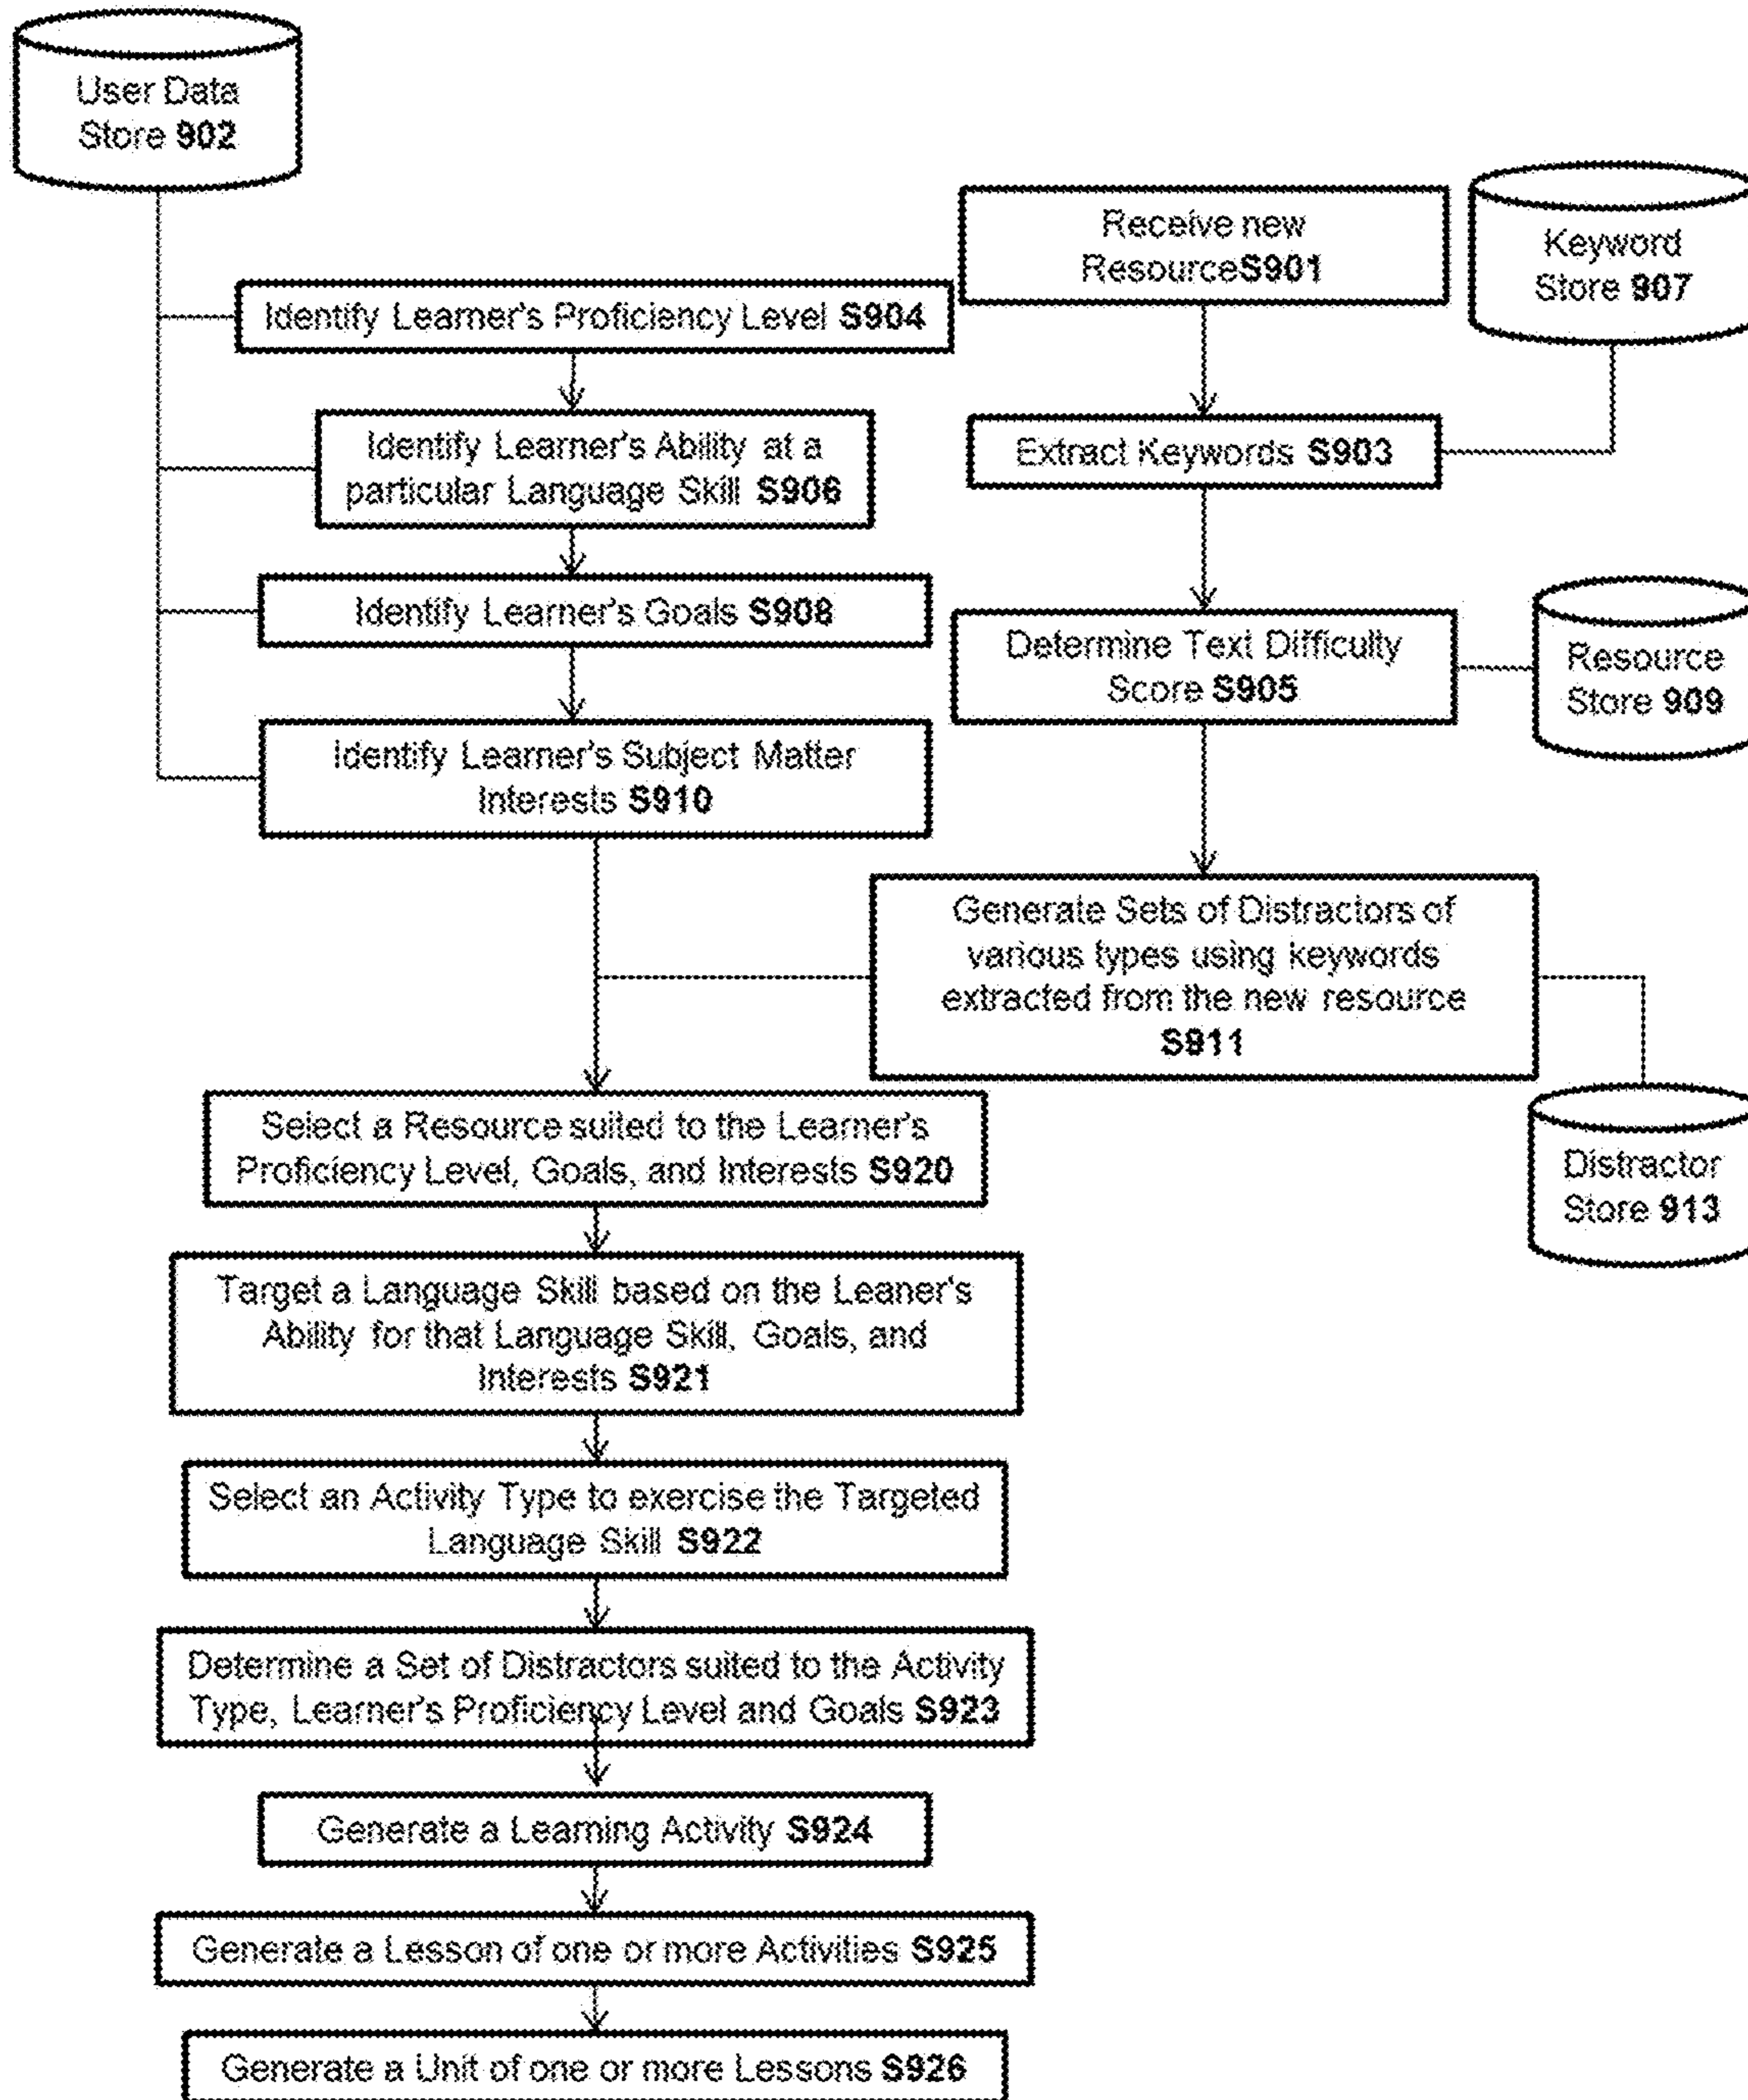 User Data
Store 902
Receive new
ResourceS901
Keyword
Store 907
Identify Learner's Proficiency Level S904
Identify Learner's Ability at a
particular Language Skill S906
Extract Keywords S903
Identify Learner's Goals S908
Determine Text Difficulty
Score S905
Resource
Store 909
Identify Learner's Subject Matter
Interests S910
Generate Sets of Distractors of
various types using keywords
extracted from the new resource
S911
Select a Resource suited to the Learner's
Proficiency Level, Goals, and Interests S920
Distractor
Store 913
Target a Language Skill based on the Leaner's
Ability for that Language Skill, Goals, and
Interests S921
Select an Activity Type to exercise the Targeted
Language Skill S922
Determine a Set of Distractors suited to the Activity
Type, Learner's Proficiency Level and Goals S923
Generate a Learning Activity S924
Generate a Lesson of one or more Activities S925
Generate a Unit of one or more Lessons S926